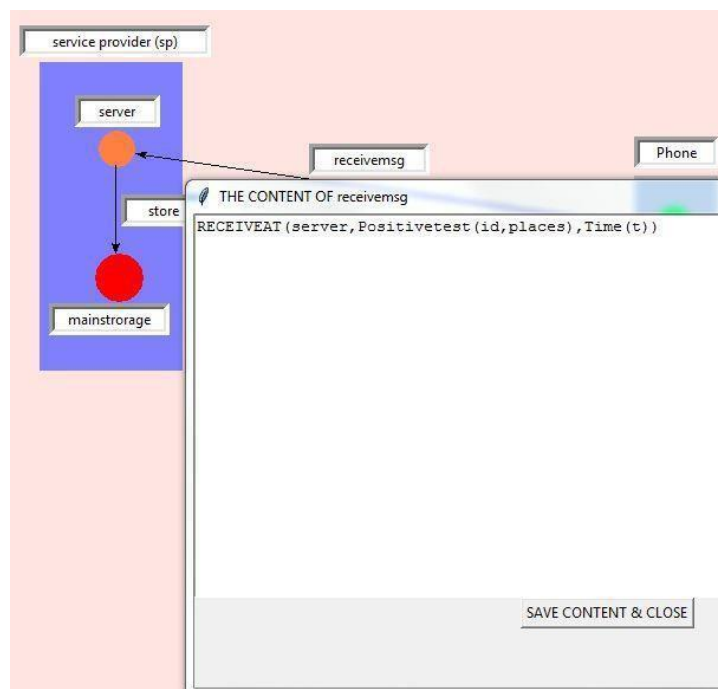 service provider (sp)
server
receivemsg
Phone
store
mainstrorage
THE CONTENT OF receivemsg
RECEIVEAT(server,Positivetest(id,places),Time(t))
SAVE CONTENT & CLOSE